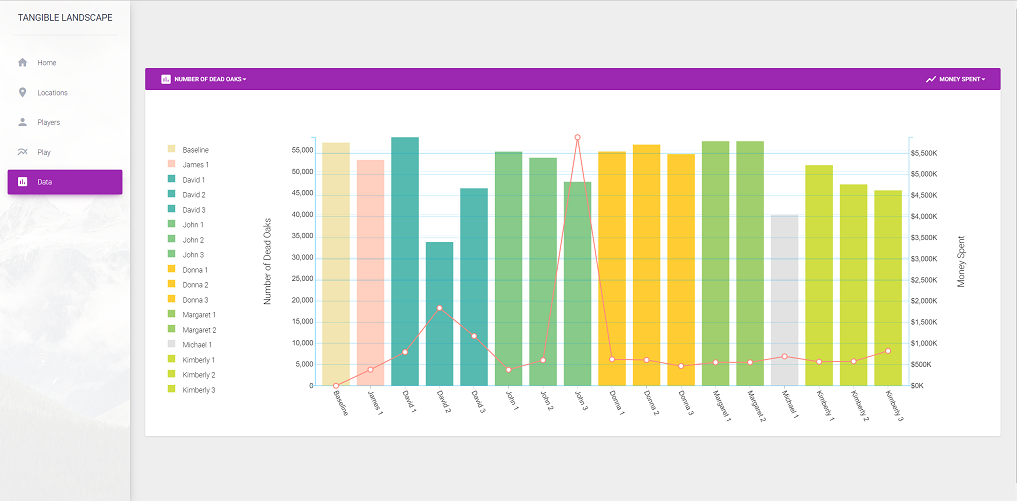 TANGIBLE LANDSCAPE
Home
Locations
Players
Play
Data
NUMBER OF DEAD OAKS
MONEY SPENT
Baseline
James 1
David 1
David 2
David 3
John 1
John 2
John 3
Donna 1
Donna 2
Donna 3
Margaret 1
Margaret 2
Michael 1
Kimberly 1
Kimberly 2
Kimberly 3
Number of Dead Oaks
55,000
50,000
45,000
40,000
35,000
30,000
25,000
20,000
15,000
10,000
5,000
0
Baseline
James 1
David 1
David 2
David 3
John 1
John 2
John 3
Donna 1
Donna 2
Donna 3
Margaret 1
Margaret 2
Michael 1
Kimberly 1
Kimberly 2
Kimberly 3
$5,500K
$5,000K
$4,500K
$4,000K
$3,500K
$3,000K
$2,500K
$2,000K
$1,500K
$1,000K
$500K
$0K
Money Spent